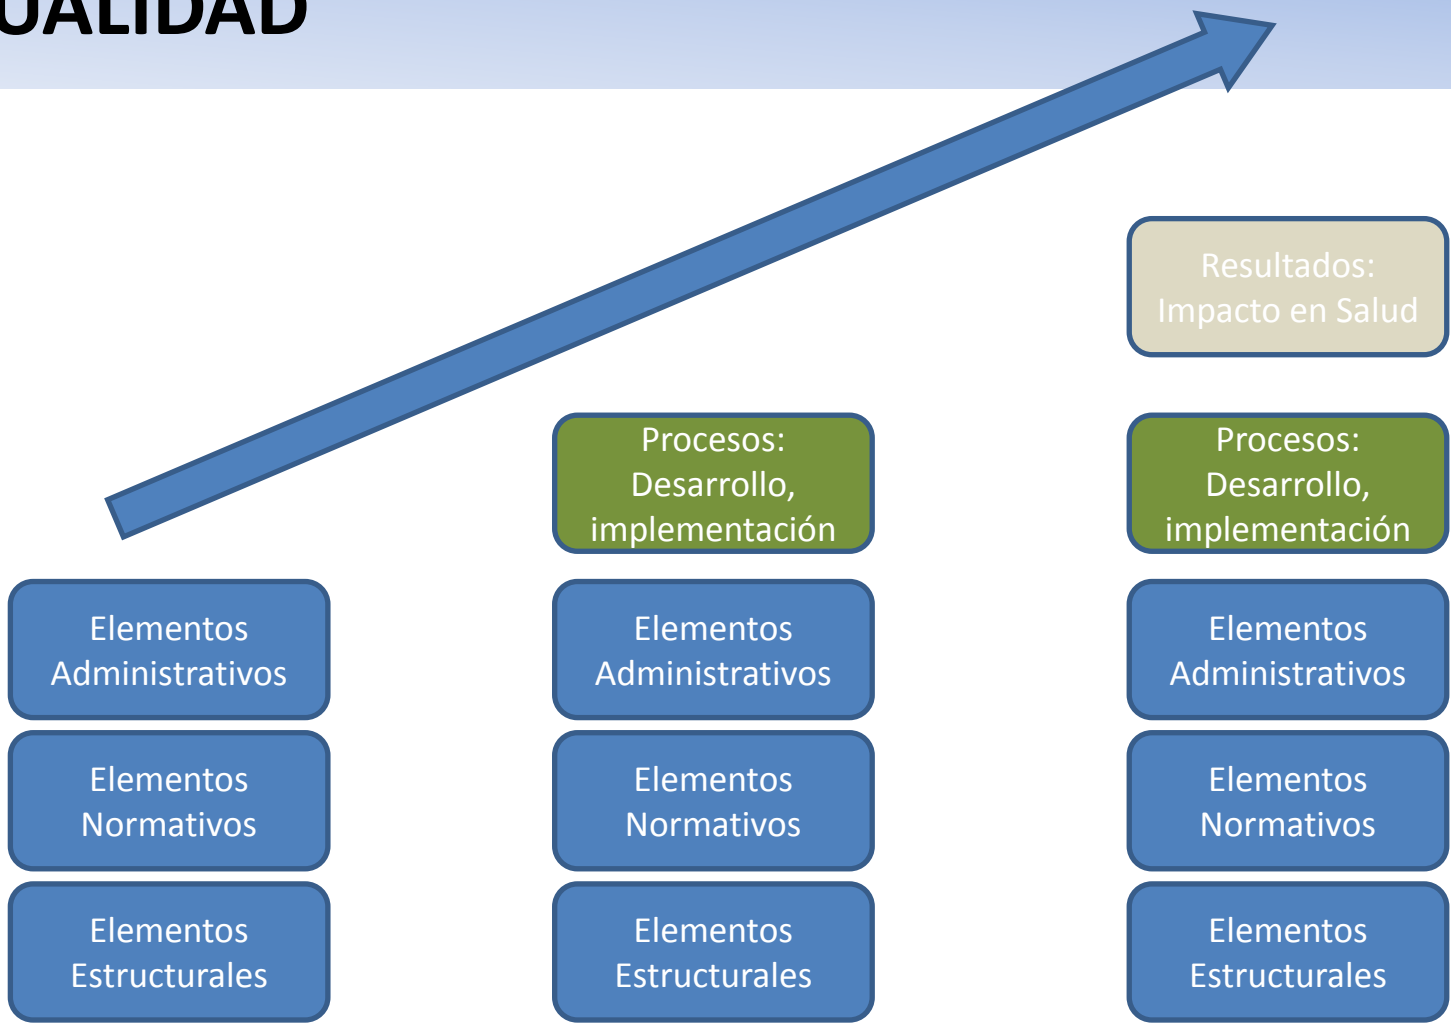 UALIDAD
Resultados:
Impacto en Salud
Procesos:
Desarrollo,
implementación
Procesos:
Desarrollo,
implementación
Elementos
Administrativos
Elementos
Administrativos
Elementos
Administrativos
Elementos
Normativos
Elementos
Normativos
Elementos
Normativos
Elementos
Estructurales
Elementos
Estructurales
Elementos
Estructurales